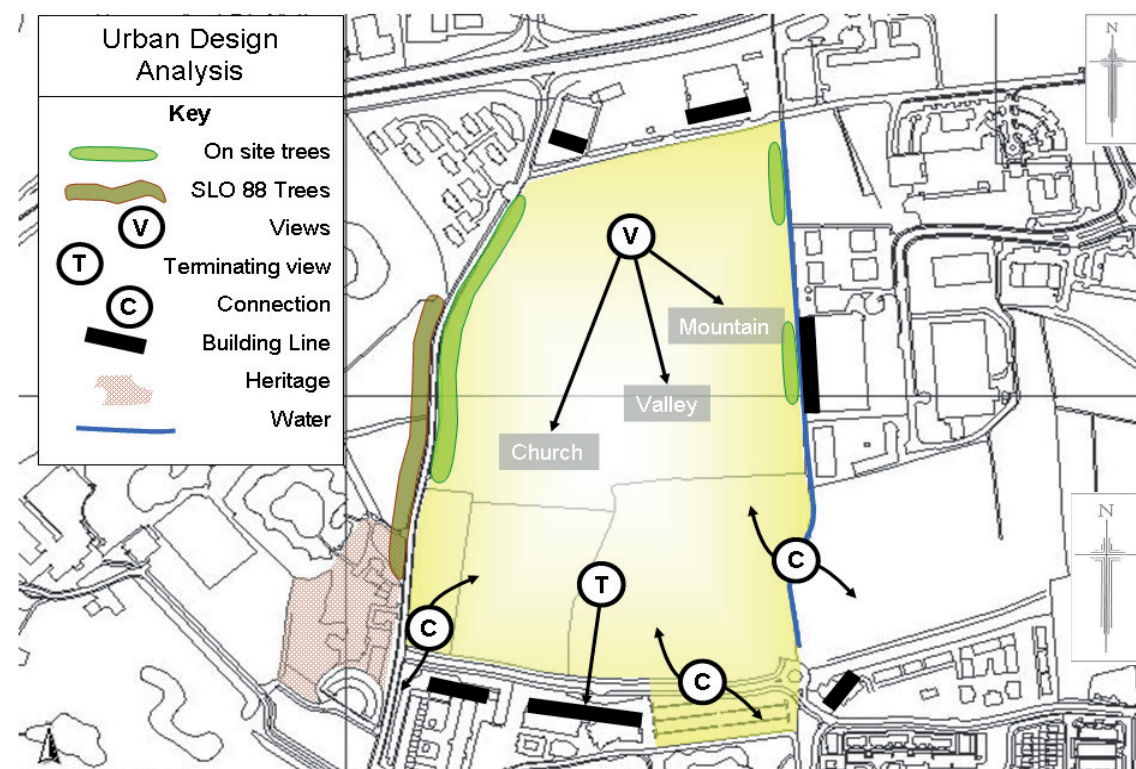 Urban Design
Analysis
Key
On site trees
SLO 88 Trees
V
Views
T
Terminating view
C
Connection
Building Line
Heritage
Water
N
V
Mountain
Valley
Church
N
C
T
C
C